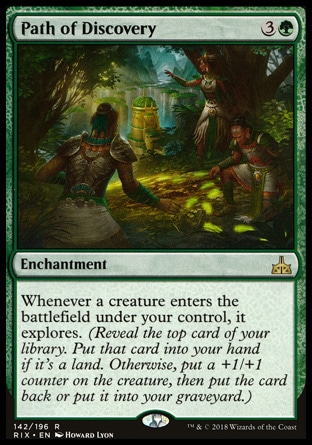 Path of Discovery 3
Enchantment
Whenever a creature enters the
battlefield under your control, it
explores. (Reveal the top card of your
library. Put that card into your hand
if it's a land. Otherwise, put a +1/+1
counter on the creature, then put the card
back or put it into your graveyard.)
142/196 R
RIX • EN Howard Lyon
™ & © 2018 Wizards of the Coast